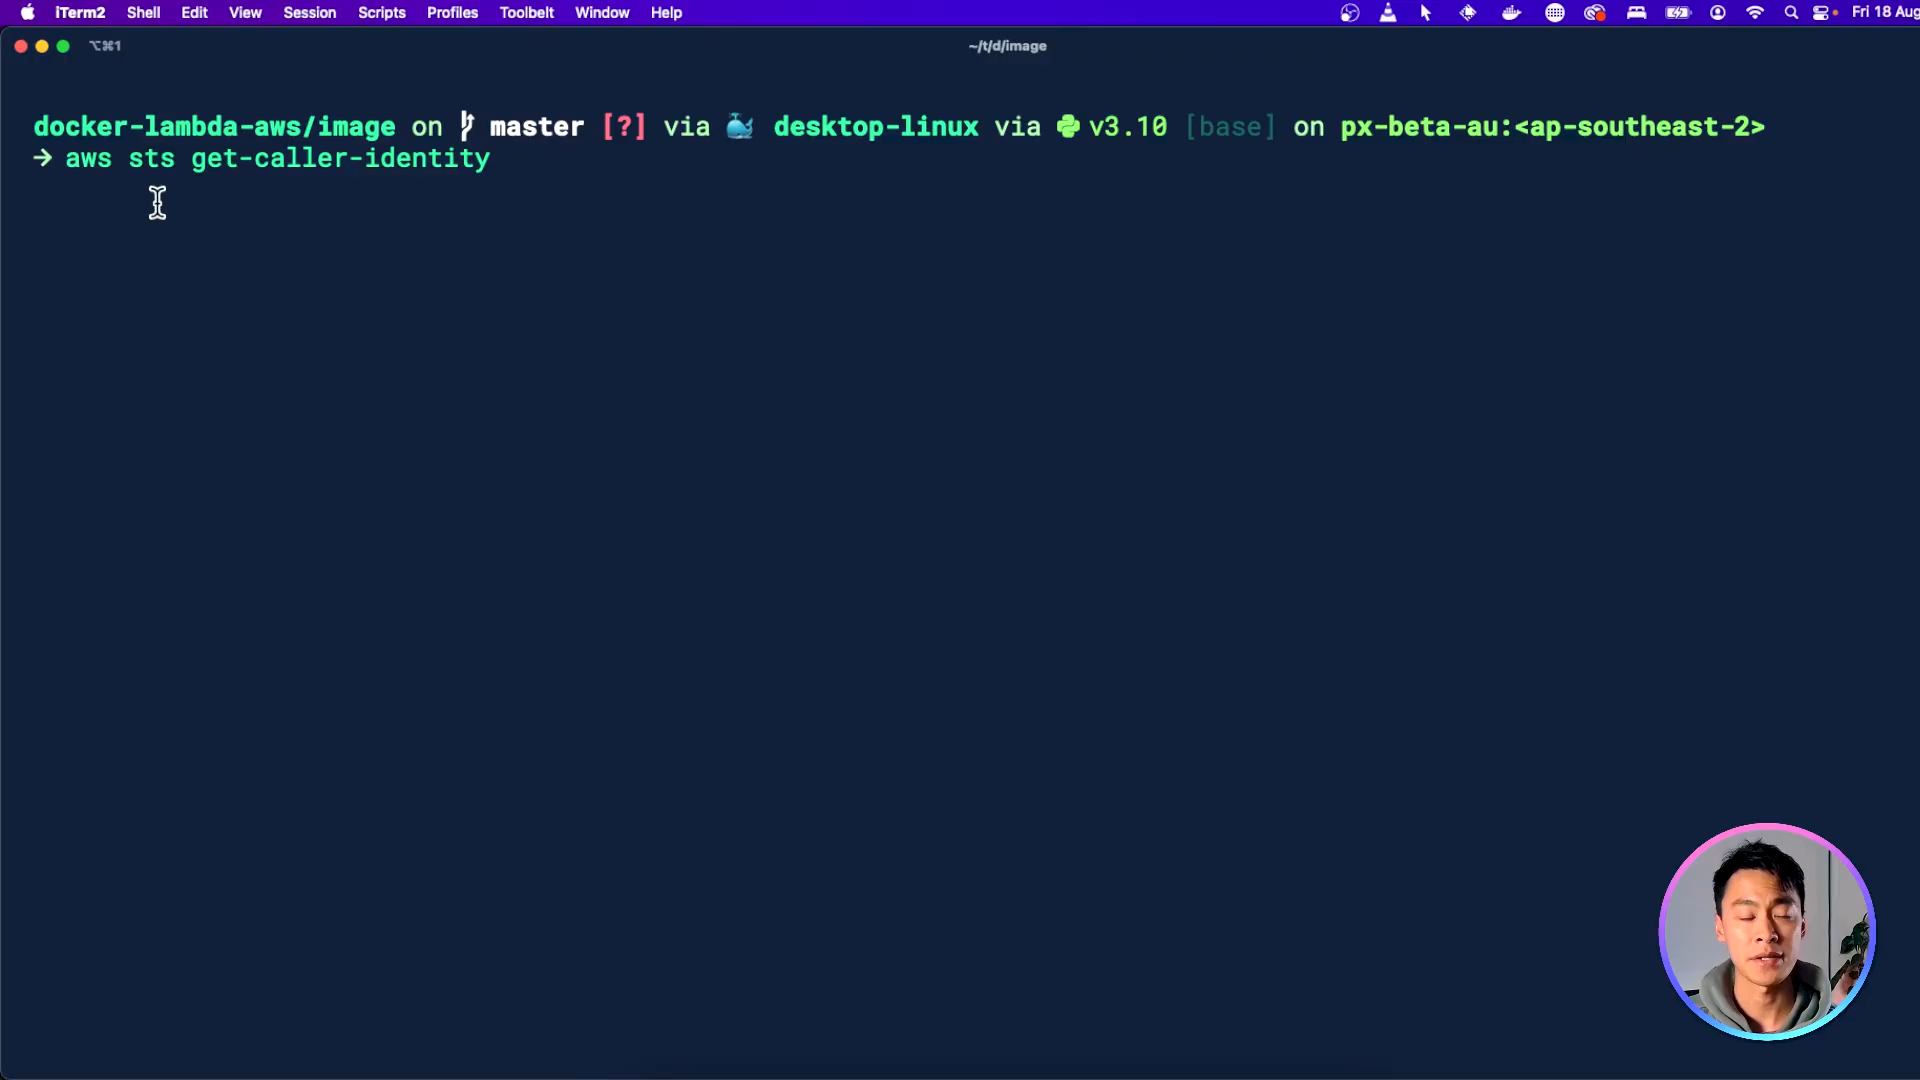 iTerm2 Shell Edit View Session Scripts Profiles Toolbelt Window Help Fri 18 Aug
⌥⌘1 ~/t/d/image
docker-lambda-aws/image on master [?] via 🐳 desktop-linux via v3.10 [base] on px-beta-au:<ap-southeast-2>
→ aws sts get-caller-identity